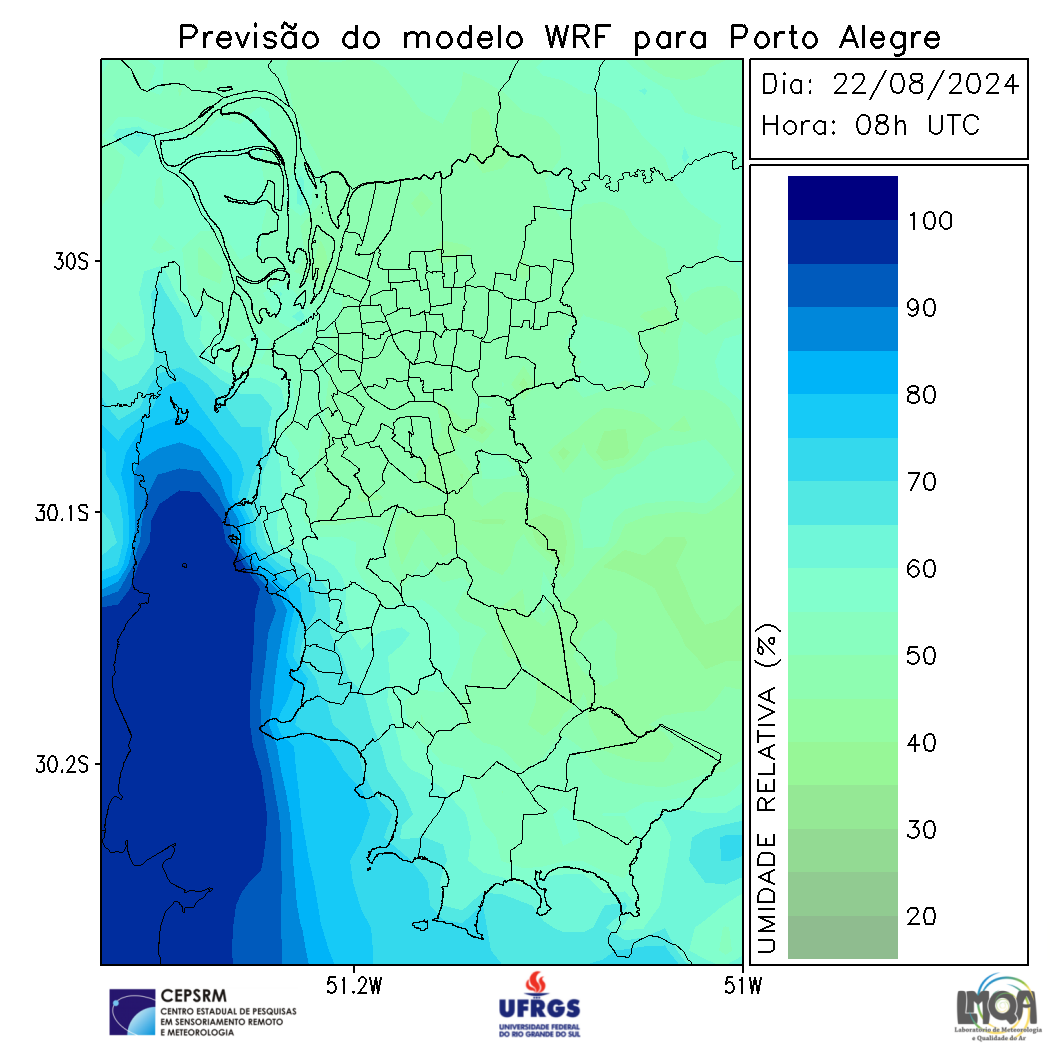 Previsão do modelo WRF para Porto Alegre
Dia: 22/08/2024
Hora: 08h UTC
30S
30.1S
30.2S
51.2W
51W
UMIDADE RELATIVA (%)
100
90
80
70
60
50
40
30
20
CEPSRM
CENTRO ESTADUAL DE PESQUISAS
EM SENSORIAMENTO REMOTO
E METEOROLOGIA
UFRGS
UNIVERSIDADE FEDERAL
DO RIO GRANDE DO SUL
LMQA
Laboratório de Meteorologia
e Qualidade do Ar